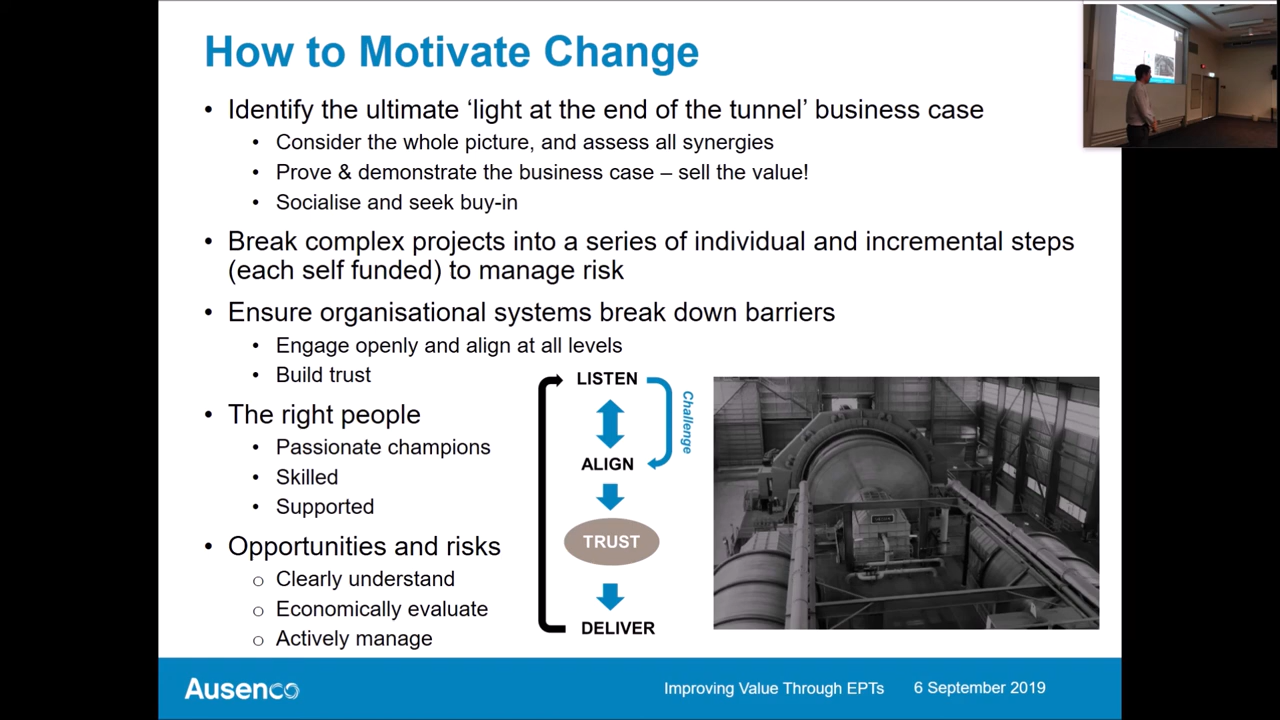 How to Motivate Change
• Identify the ultimate ‘light at the end of the tunnel’ business case
• Consider the whole picture, and assess all synergies
• Prove & demonstrate the business case – sell the value!
• Socialise and seek buy-in
• Break complex projects into a series of individual and incremental steps
(each self funded) to manage risk
• Ensure organisational systems break down barriers
• Engage openly and align at all levels
• Build trust
• The right people
• Passionate champions
• Skilled
• Supported
• Opportunities and risks
○ Clearly understand
○ Economically evaluate
○ Actively manage
LISTEN
Challenge
ALIGN
TRUST
DELIVER
Ausenco
Improving Value Through EPTs
6 September 2019